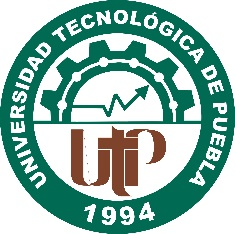 UNIVERSIDAD TECNOLÓGICA DE PUEBLA
UTP
1994